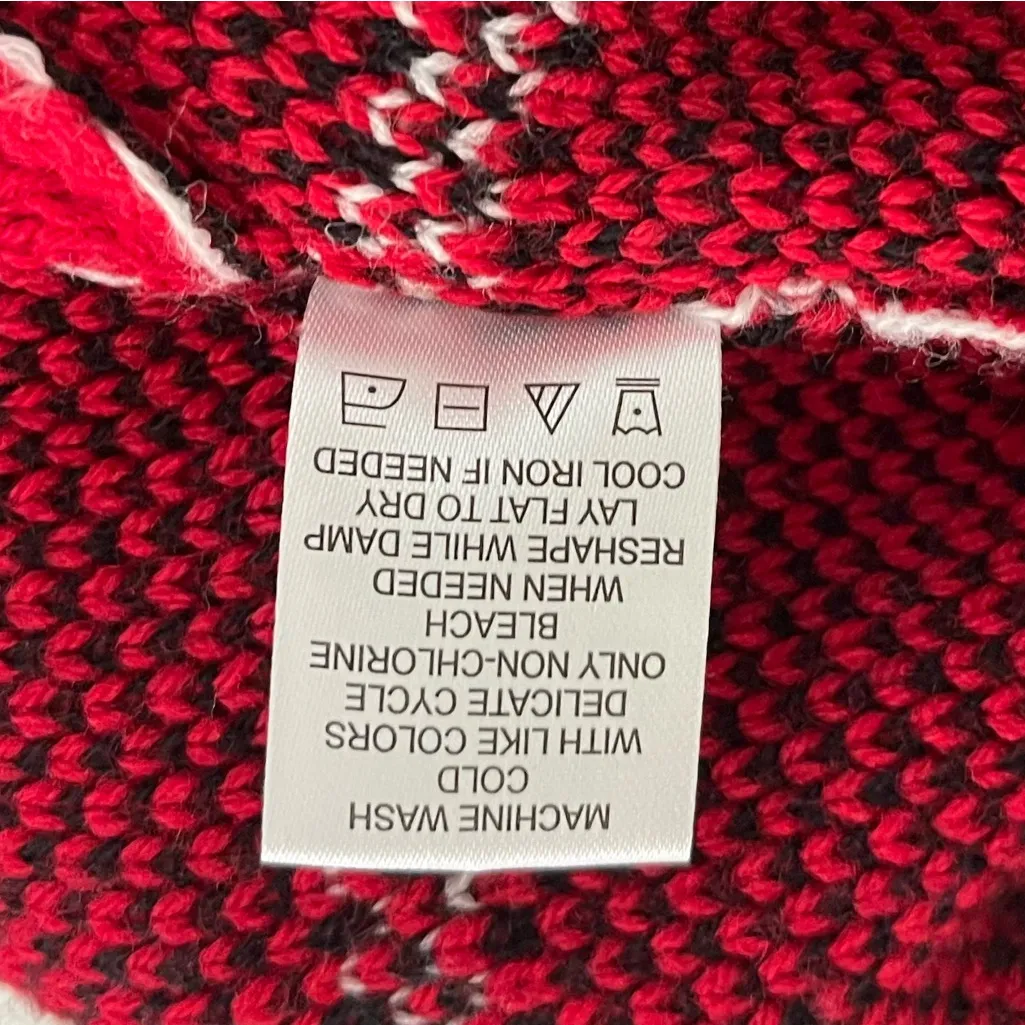 MACHINE WASH
COLD
WITH LIKE COLORS
DELICATE CYCLE
ONLY NON-CHLORINE
BLEACH
WHEN NEEDED
RESHAPE WHILE DAMP
LAY FLAT TO DRY
COOL IRON IF NEEDED